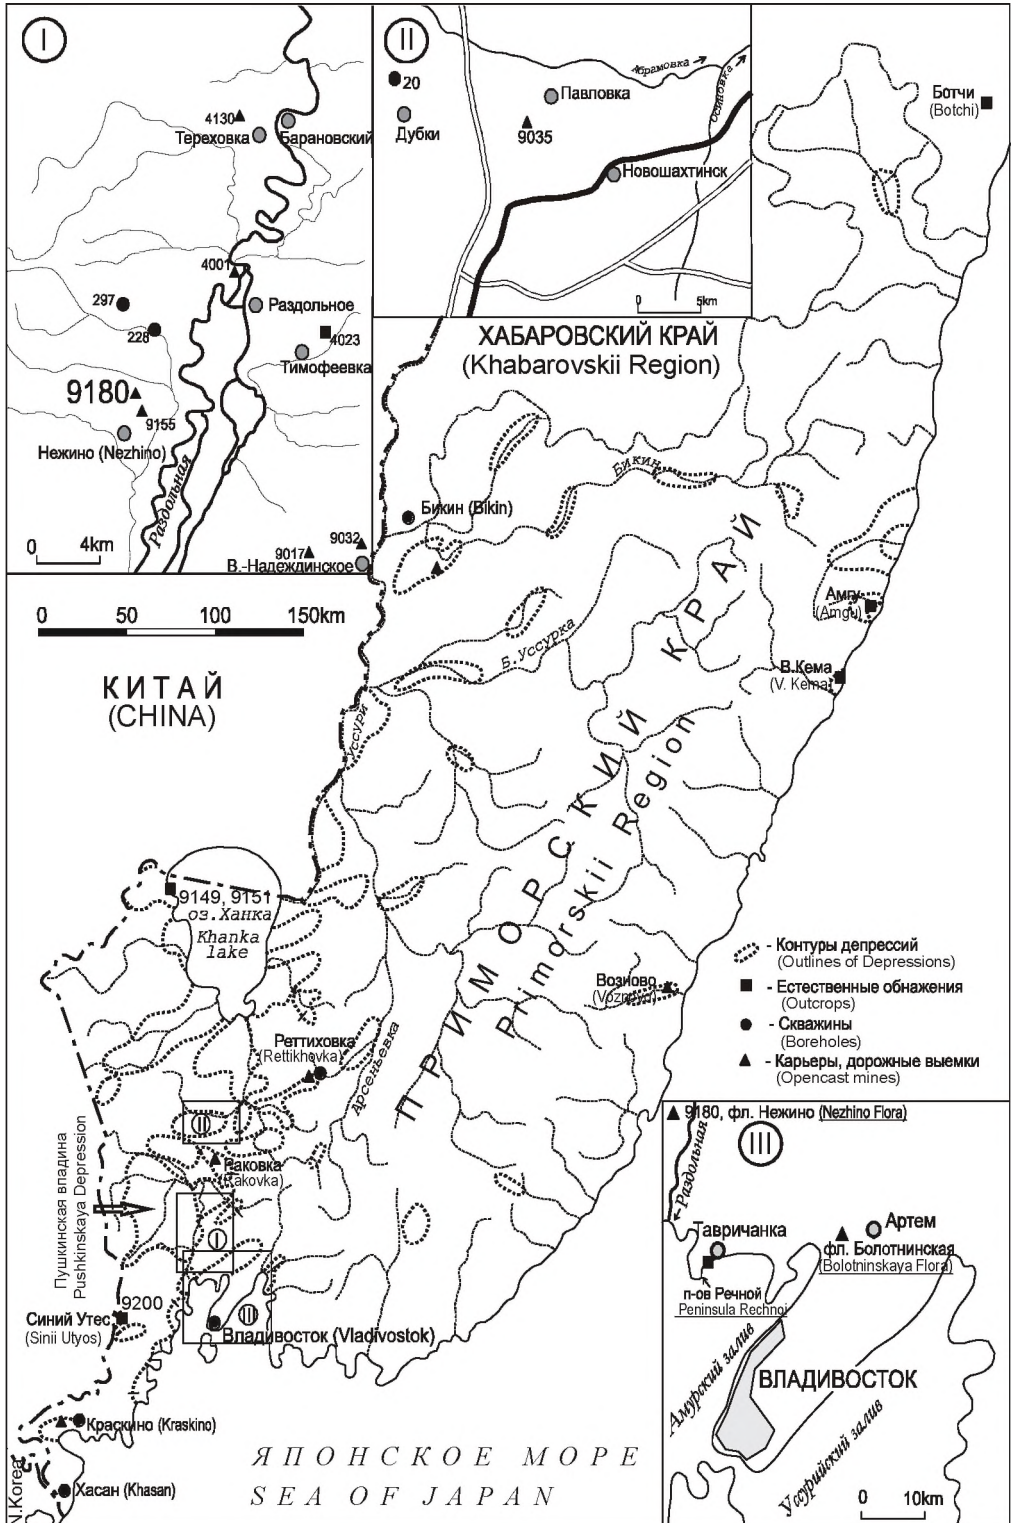 I
4130
Тереховка
Барановский
4001
297
228
Раздольное
4023
Тимофеевка
9180
9155
Нежино (Nezhino)
Раздольная
0 4km
9017
9032
В.-Надеждинское
II
20
Дубки
Павловка
9035
Абрамовка
Осиновка
Новошахтинск
0 5km
Ботчи
(Botchi)
ХАБАРОВСКИЙ КРАЙ
(Khabarovskii Region)
Бикин
Бикин (Bikin)
0 50 100 150km
КИТАЙ
(CHINA)
Б. Уссурка
Уссури
Амгу
(Amgu)
В.Кема
(V. Kema)
ПРИМОРСКИЙ КРАЙ
Primorskii Region
9149, 9151
оз.Ханка
Khanka
lake
Возново
(Voznovo)
Реттиховка
(Rettikhovka)
Арсеньевка
II
Раковка
(Rakovka)
Пушкинская впадина
Pushkinskaya Depression
I
III
9200
Синий Утес
(Sinii Utyos)
Владивосток (Vladivostok)
Краскино (Kraskino)
Хасан (Khasan)
N.Korea
ЯПОНСКОЕ МОРЕ
SEA OF JAPAN
- Контуры депрессий
(Outlines of Depressions)
- Естественные обнажения
(Outcrops)
- Скважины
(Boreholes)
- Карьеры, дорожные выемки
(Opencast mines)
9180, фл. Нежино (Nezhino Flora)
III
Раздольная
Тавричанка
Артем
фл. Болотнинская
(Bolotninskaya Flora)
п-ов Речной
Peninsula Rechnoi
Амурский залив
ВЛАДИВОСТОК
Уссурийский залив
0 10km